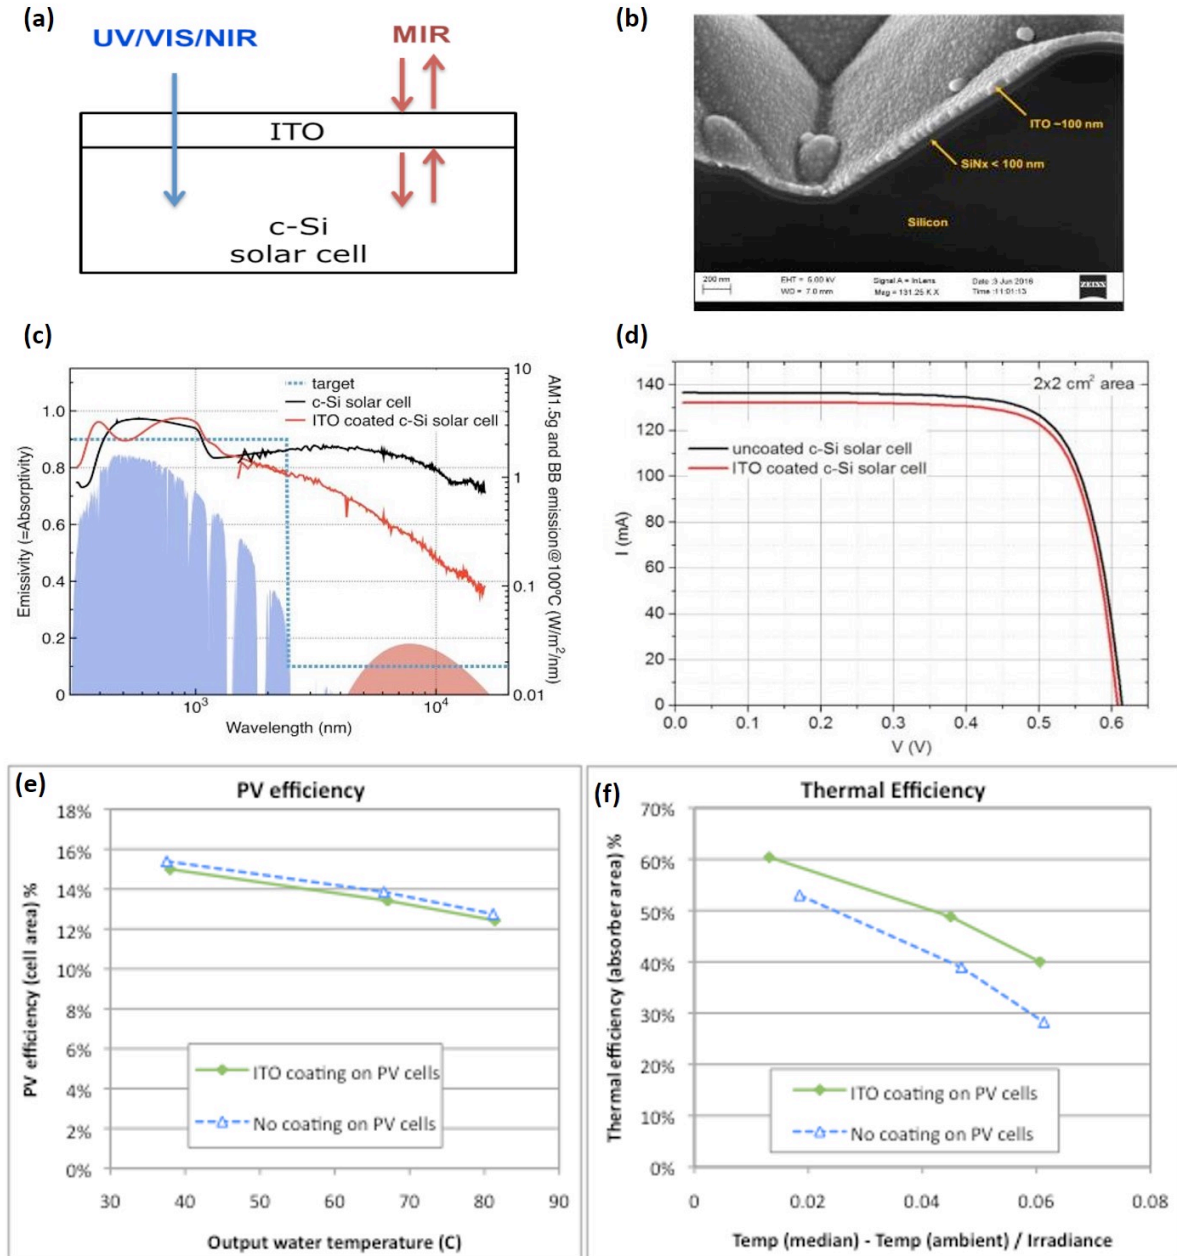 (a)
UV/VIS/NIR
MIR
ITO
c-Si
solar cell
(b)
ITO ~100 nm
SiNx < 100 nm
Silicon
200 nm
EHT = 5.00 kV
WD = 7.0 mm
Signal A = InLens
Mag = 131.25 K X
Date :3 Jun 2016
Time :11:01:13
ZEISS
(c)
target
c-Si solar cell
ITO coated c-Si solar cell
Emissivity (=Absorptivity)
1.0
0.8
0.6
0.4
0.2
0
10³
10⁴
Wavelength (nm)
10
1
0.1
0.01
AM1.5g and BB emission@100°C (W/m²/nm)
(d)
2x2 cm² area
uncoated c-Si solar cell
ITO coated c-Si solar cell
I (mA)
140
120
100
80
60
40
20
0
0.0
0.1
0.2
0.3
0.4
0.5
0.6
V (V)
(e)
PV efficiency
PV efficiency (cell area) %
18%
16%
14%
12%
10%
8%
6%
4%
2%
0%
ITO coating on PV cells
No coating on PV cells
30
40
50
60
70
80
90
Output water temperature (C)
(f)
Thermal Efficiency
Thermal efficiency (absorber area) %
70%
60%
50%
40%
30%
20%
10%
0%
ITO coating on PV cells
No coating on PV cells
0
0.02
0.04
0.06
0.08
Temp (median) - Temp (ambient) / Irradiance